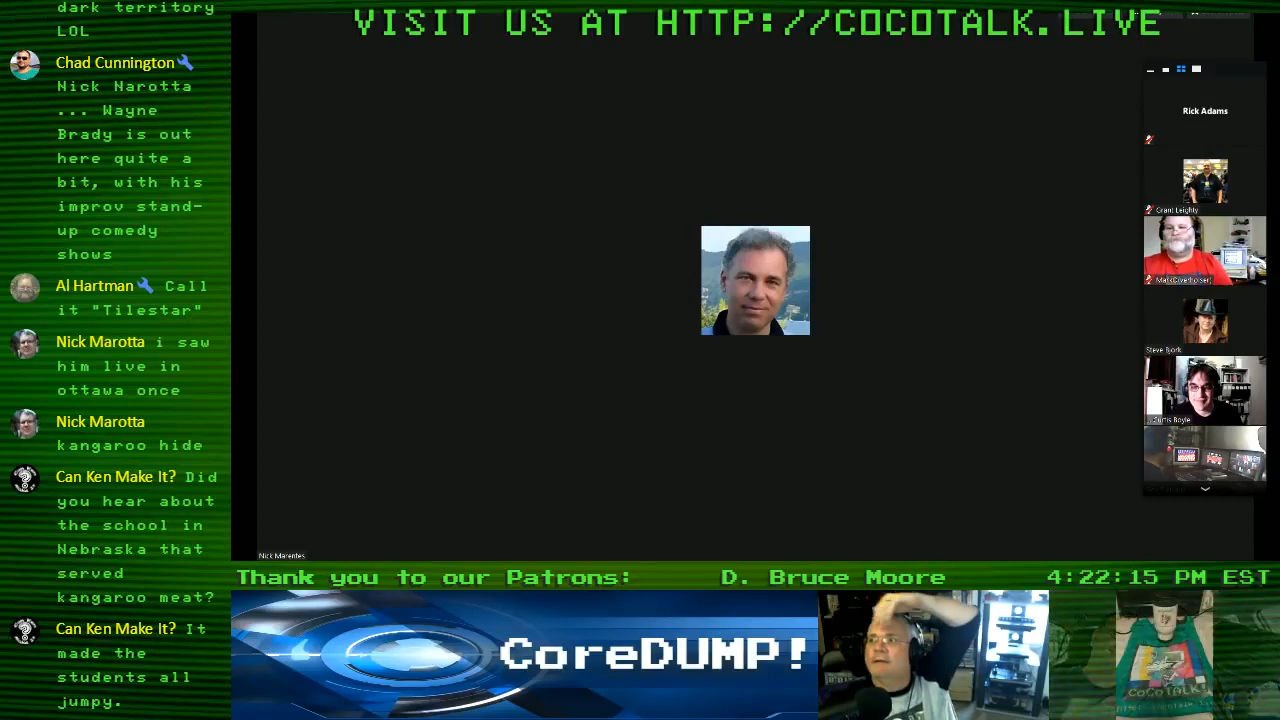 dark territory
LOL
Chad Cunnington
Nick Narotta
... Wayne
Brady is out
here quite a
bit, with his
improv stand-
up comedy
shows
Al Hartman Call
it "Tilestar"
Nick Marotta i saw
him live in
ottawa once
Nick Marotta
kangaroo hide
Can Ken Make It? Did
you hear about
the school in
Nebraska that
served
kangaroo meat?
Can Ken Make It? It
made the
students all
jumpy.
VISIT US AT HTTP://COCOTALK.LIVE
Rick Adams
Grant Leighty
Steve Bjork
Curtis Boyle
Nick Marentes
Thank you to our Patrons: D. Bruce Moore 4:22:15 PM EST
CoreDUMP!
CoCoTALK!